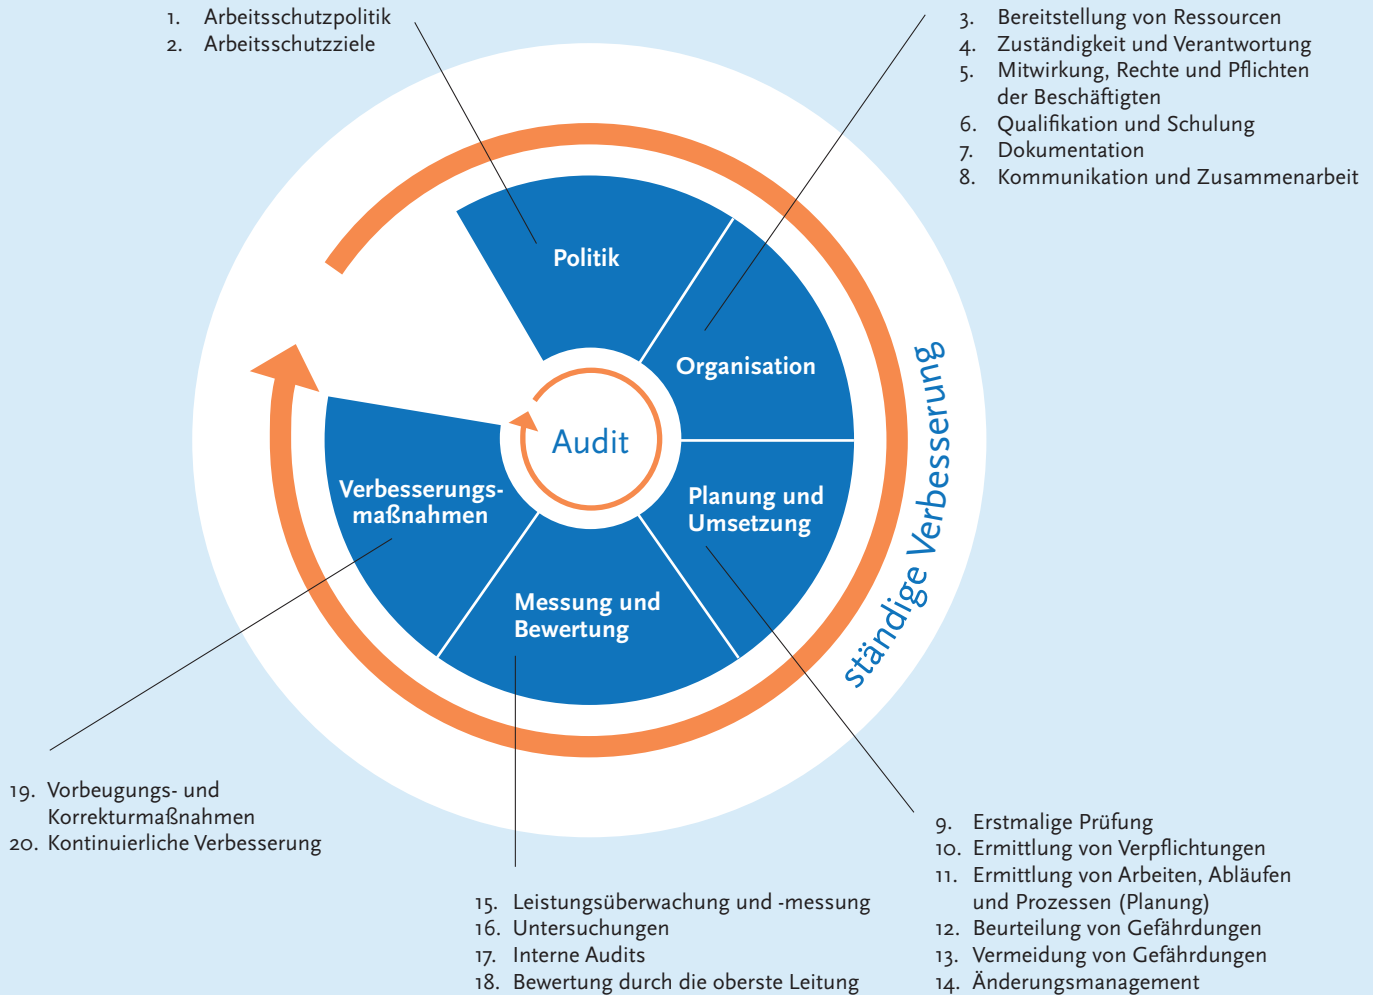 1. Arbeitsschutzpolitik
2. Arbeitsschutzziele
3. Bereitstellung von Ressourcen
4. Zuständigkeit und Verantwortung
5. Mitwirkung, Rechte und Pflichten
der Beschäftigten
6. Qualifikation und Schulung
7. Dokumentation
8. Kommunikation und Zusammenarbeit
Politik
Organisation
Planung und
Umsetzung
Messung und
Bewertung
Verbesserungs-
maßnahmen
Audit
ständige Verbesserung
9. Erstmalige Prüfung
10. Ermittlung von Verpflichtungen
11. Ermittlung von Arbeiten, Abläufen
und Prozessen (Planung)
12. Beurteilung von Gefährdungen
13. Vermeidung von Gefährdungen
14. Änderungsmanagement
15. Leistungsüberwachung und -messung
16. Untersuchungen
17. Interne Audits
18. Bewertung durch die oberste Leitung
19. Vorbeugungs- und
Korrekturmaßnahmen
20. Kontinuierliche Verbesserung